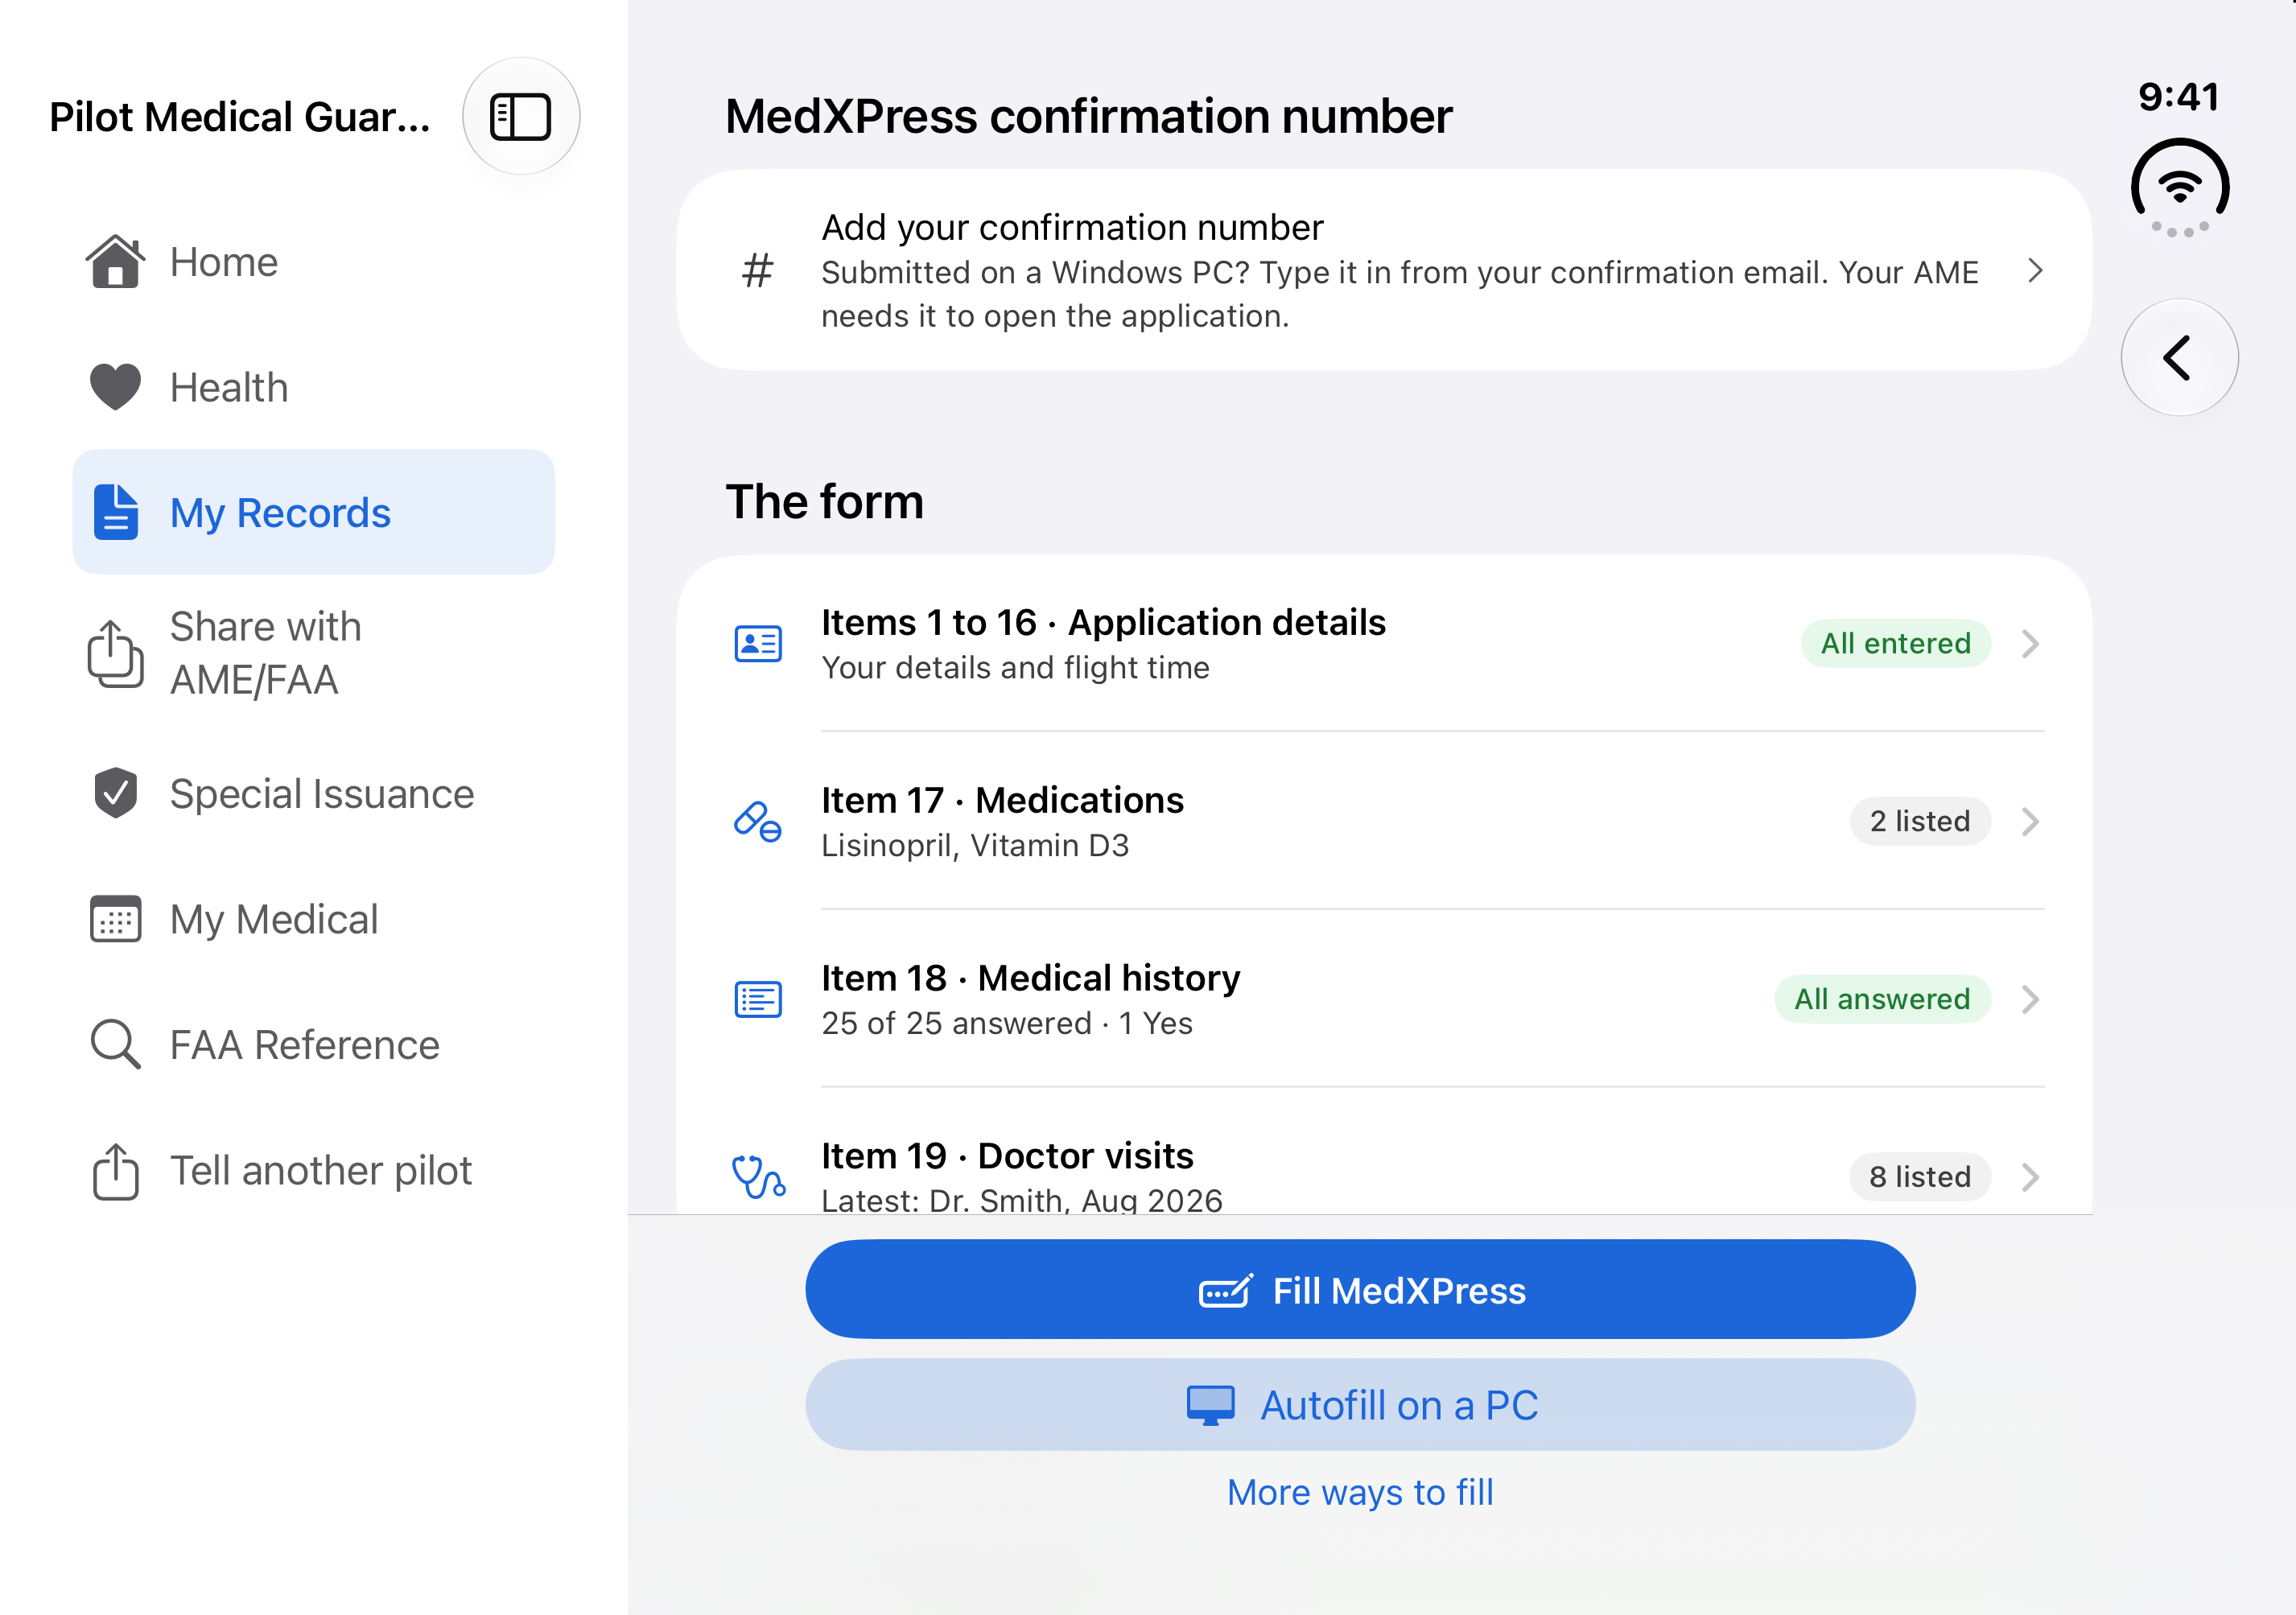 Pilot Medical Guar...
Home
Health
My Records
Share with
AME/FAA
Special Issuance
My Medical
FAA Reference
Tell another pilot
MedXPress confirmation number
#
Add your confirmation number
Submitted on a Windows PC? Type it in from your confirmation email. Your AME
needs it to open the application.
The form
Items 1 to 16 · Application details
Your details and flight time
All entered
Item 17 · Medications
Lisinopril, Vitamin D3
2 listed
Item 18 · Medical history
25 of 25 answered · 1 Yes
All answered
Item 19 · Doctor visits
Latest: Dr. Smith, Aug 2026
8 listed
Fill MedXPress
Autofill on a PC
More ways to fill
9:41